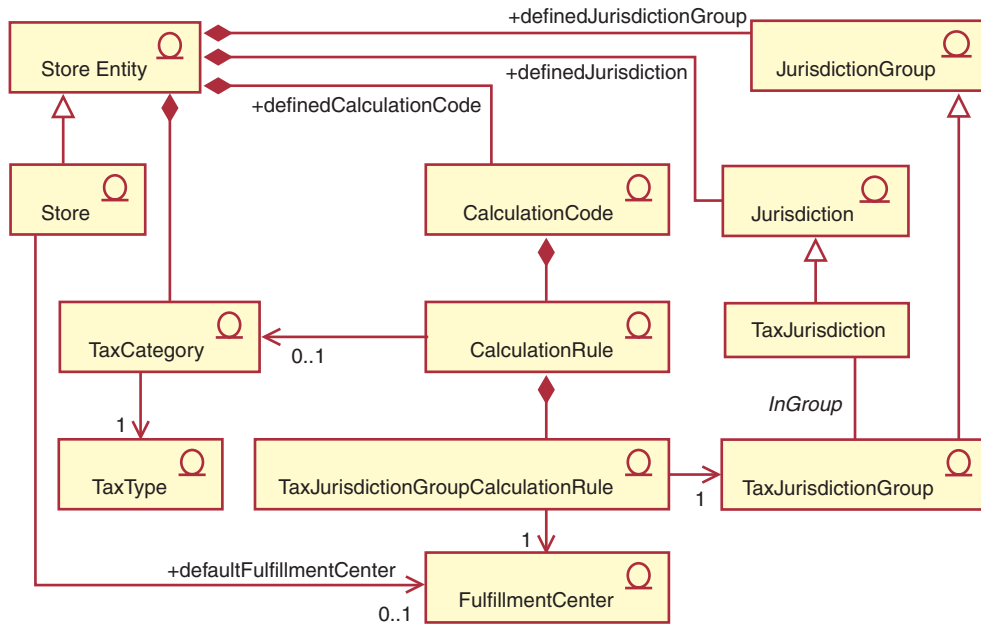 +definedJurisdictionGroup
Store Entity
JurisdictionGroup
+definedJurisdiction
+definedCalculationCode
Store
CalculationCode
Jurisdiction
TaxCategory
0..1
CalculationRule
TaxJurisdiction
InGroup
1
TaxType
TaxJurisdictionGroupCalculationRule
1
TaxJurisdictionGroup
1
+defaultFulfillmentCenter
0..1
FulfillmentCenter